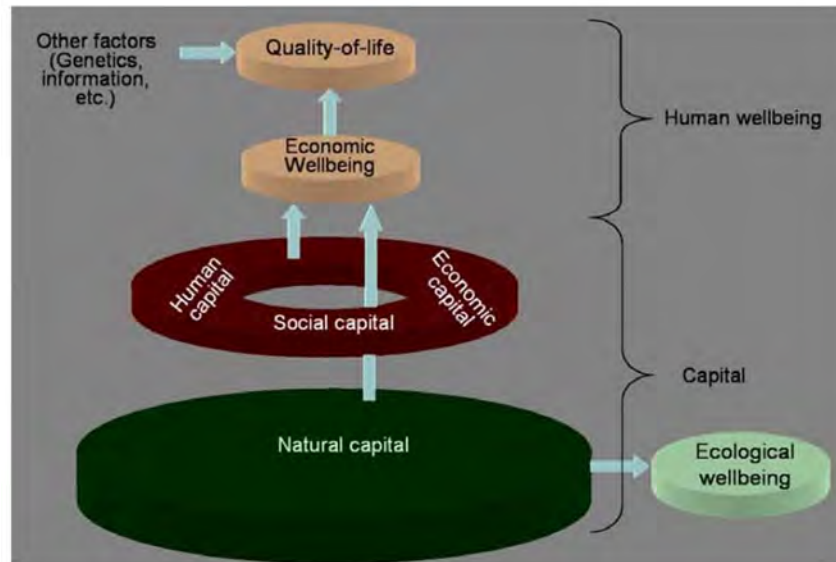 Other factors
(Genetics,
information,
etc.)
Quality-of-life
Human wellbeing
Economic
Wellbeing
Human
capital
Economic
capital
Social capital
Capital
Natural capital
Ecological
wellbeing